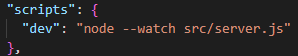 "scripts": {
"dev": "node --watch src/server.js"
},